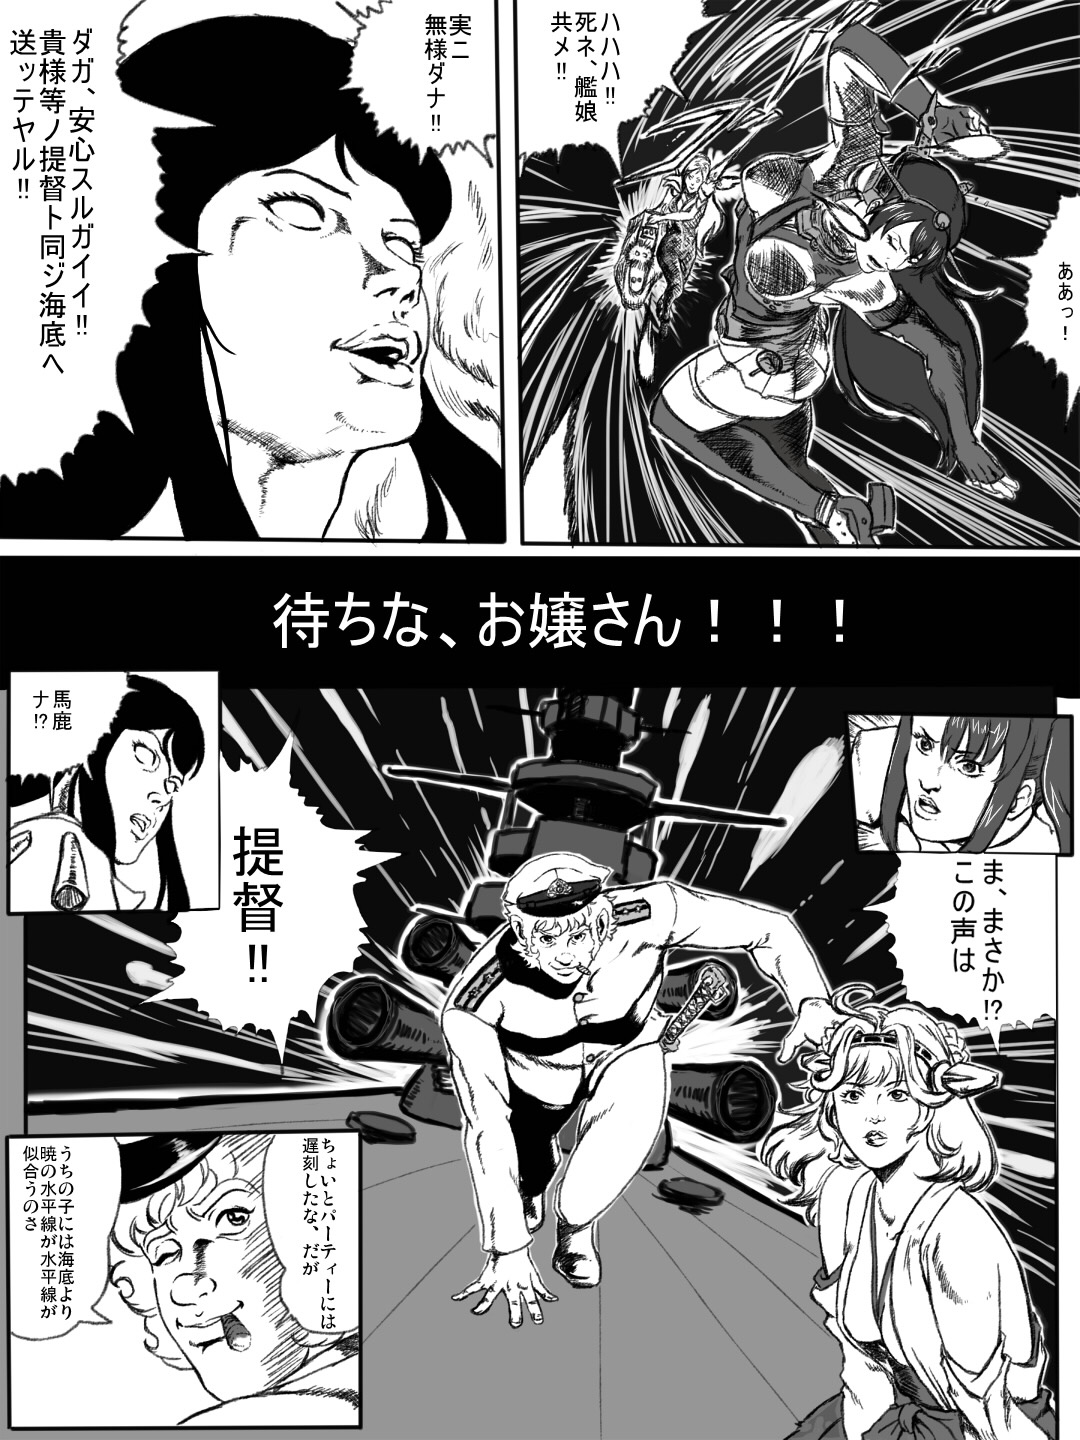 ハハハ!!
死ネ、艦娘
共メ!!
ああっ!
実ニ
無様ダナ!!
ダガ、安心スルガイイ!!
貴様等ノ提督ト同ジ海底ヘ
送ッテヤル!!
待ちな、お嬢さん！！！
ま、まさか!?
この声は
馬鹿
ナ!?
提督!!
ちょいとパーティーには
遅刻したな、だが
うちの子には海底より
暁の水平線が水平線が
似合うのさ